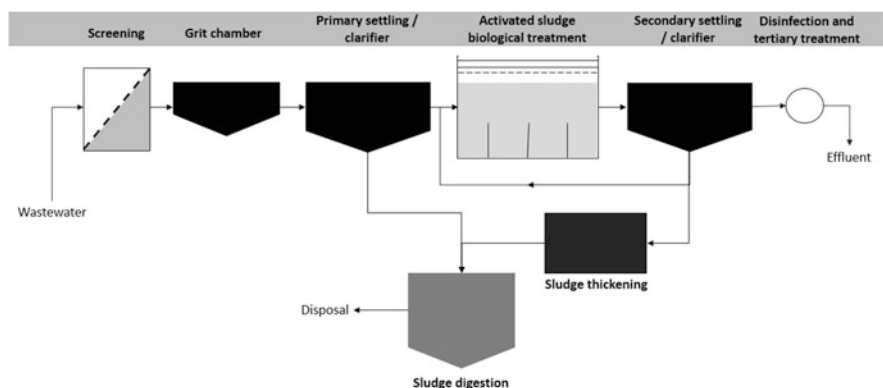 Screening
Grit chamber
Primary settling /
clarifier
Activated sludge
biological treatment
Secondary settling
/ clarifier
Disinfection and
tertiary treatment
Wastewater
Effluent
Sludge thickening
Disposal
Sludge digestion